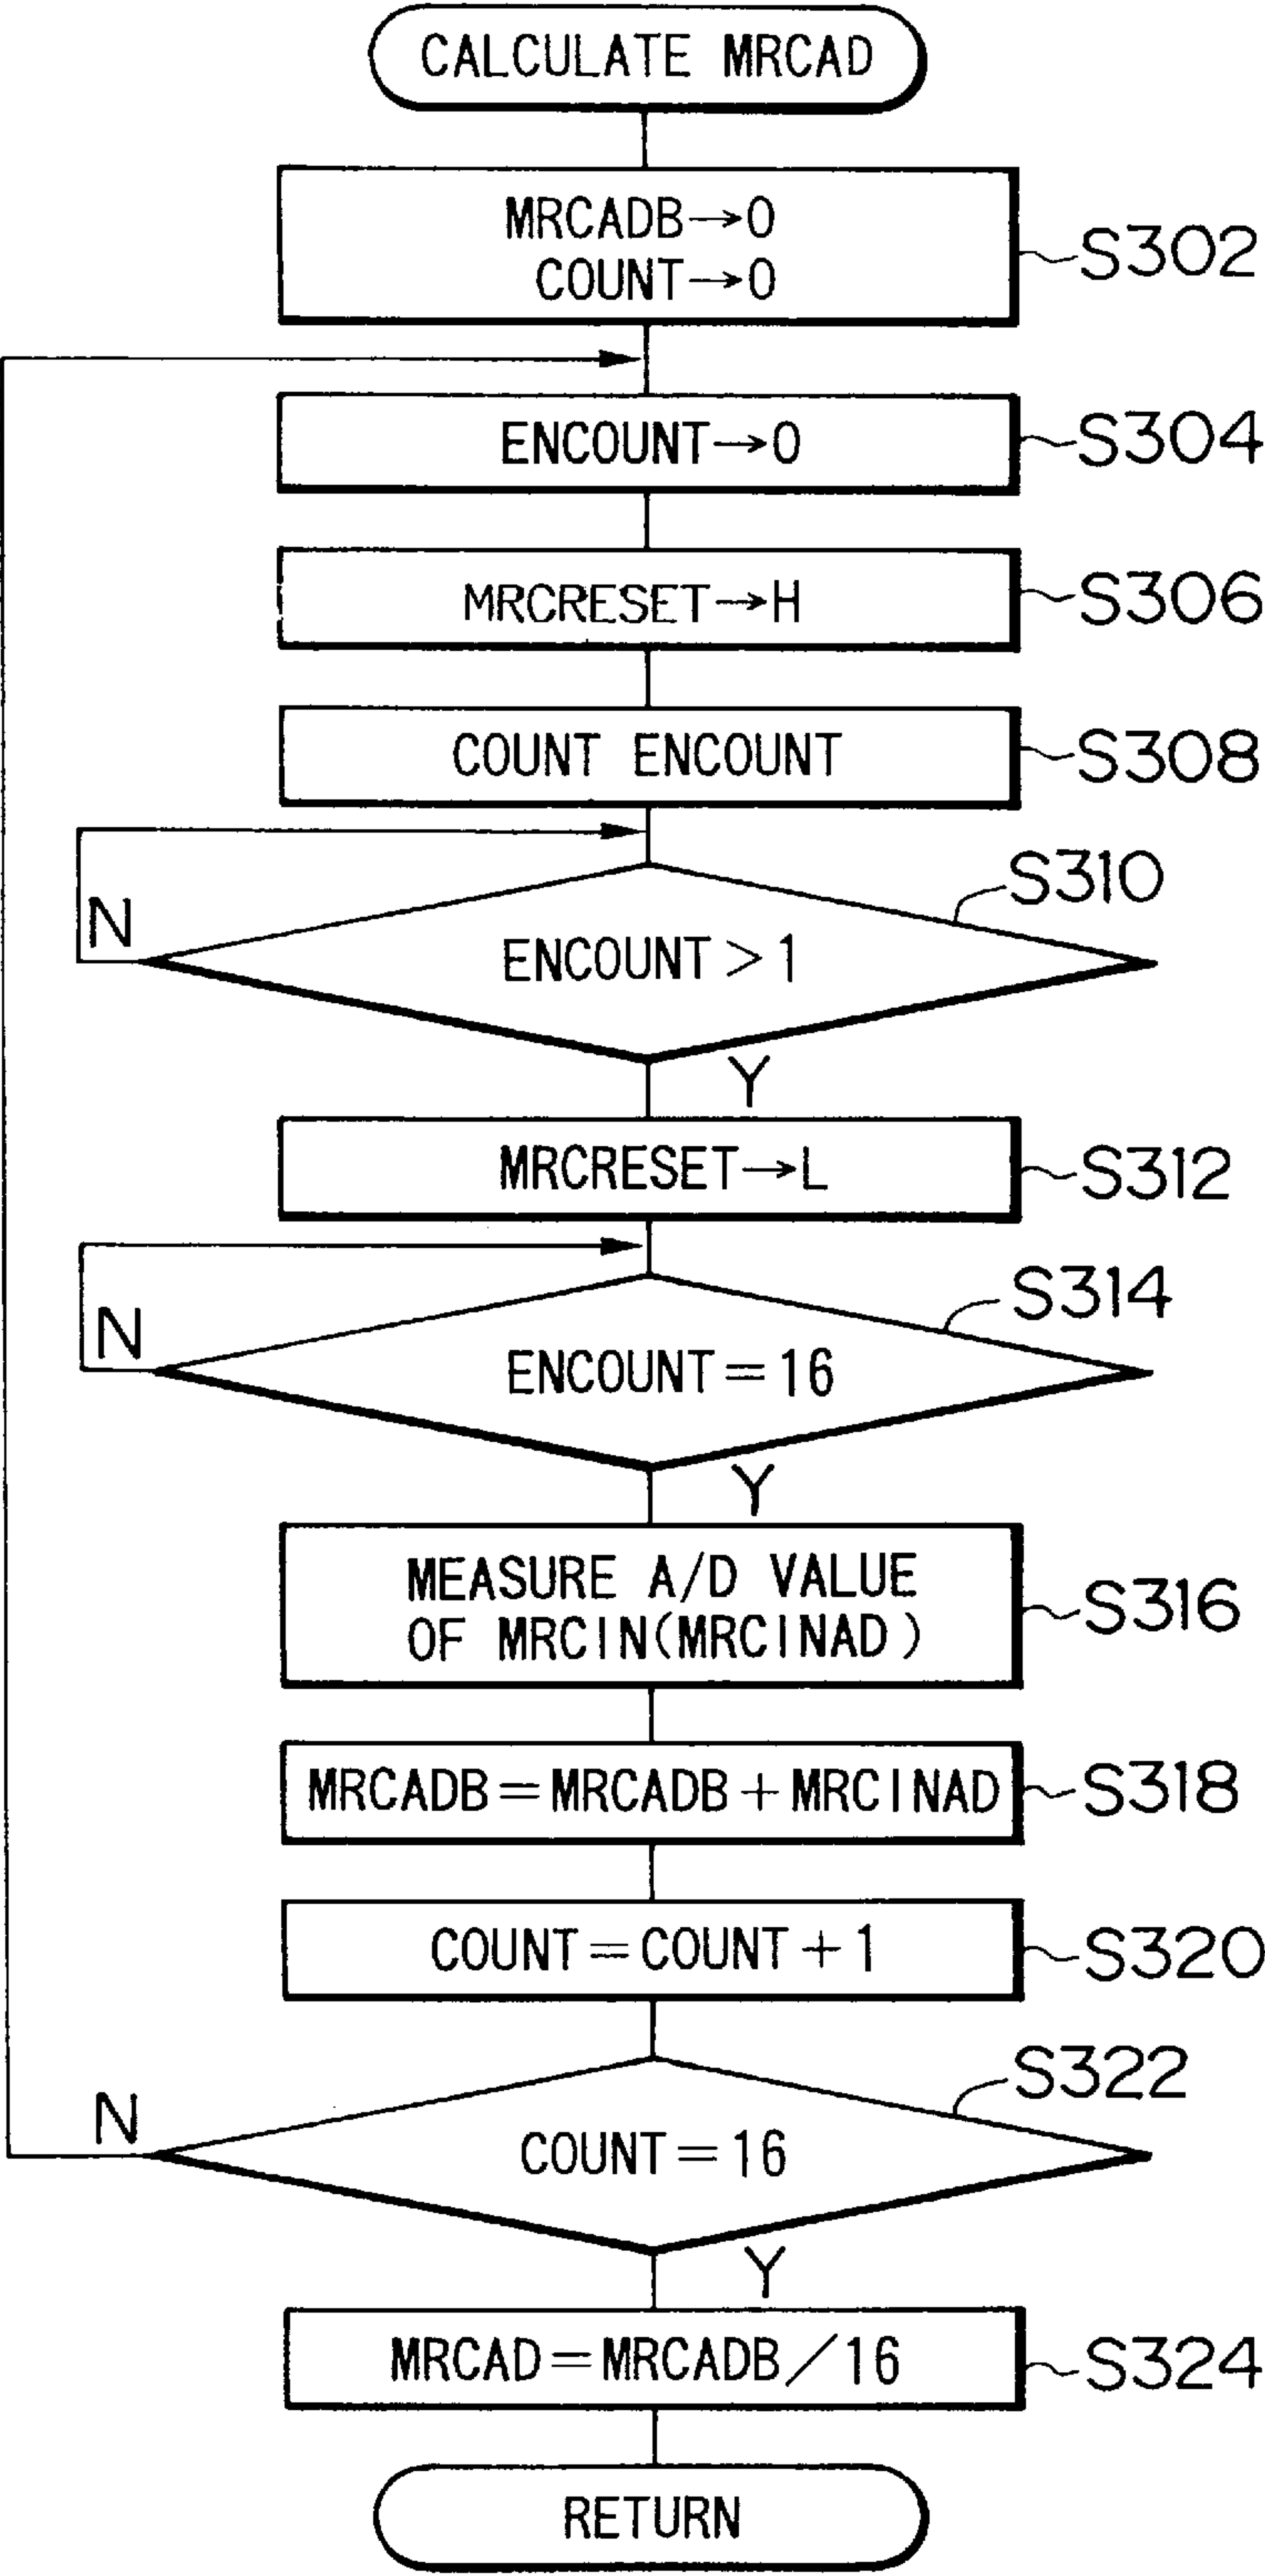 CALCULATE MRCAD
MRCADB→0
COUNT→0
S302
ENCOUNT→0
S304
MRCRESET→H
S306
COUNT ENCOUNT
S308
S310
N
ENCOUNT > 1
Y
MRCRESET→L
S312
S314
N
ENCOUNT = 16
Y
MEASURE A/D VALUE
OF MRCIN(MRCINAD)
S316
MRCADB = MRCADB + MRCINAD
S318
COUNT = COUNT + 1
S320
S322
N
COUNT = 16
Y
MRCAD = MRCADB / 16
S324
RETURN